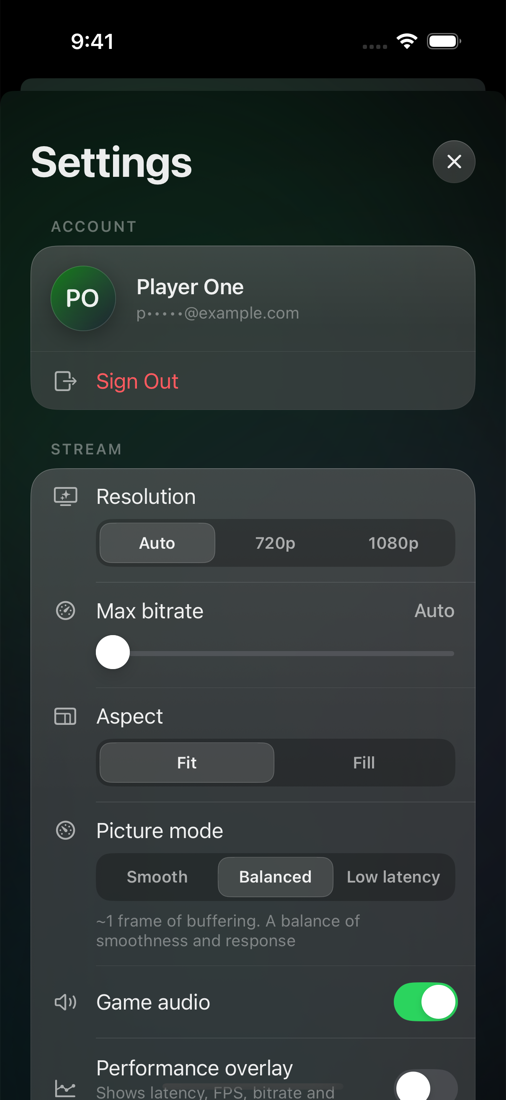 9:41
Settings
ACCOUNT
PO
Player One
p•••••@example.com
Sign Out
STREAM
Resolution
Auto 720p 1080p
Max bitrate Auto
Aspect
Fit Fill
Picture mode
Smooth Balanced Low latency
~1 frame of buffering. A balance of
smoothness and response
Game audio
Performance overlay
Shows latency, FPS, bitrate and